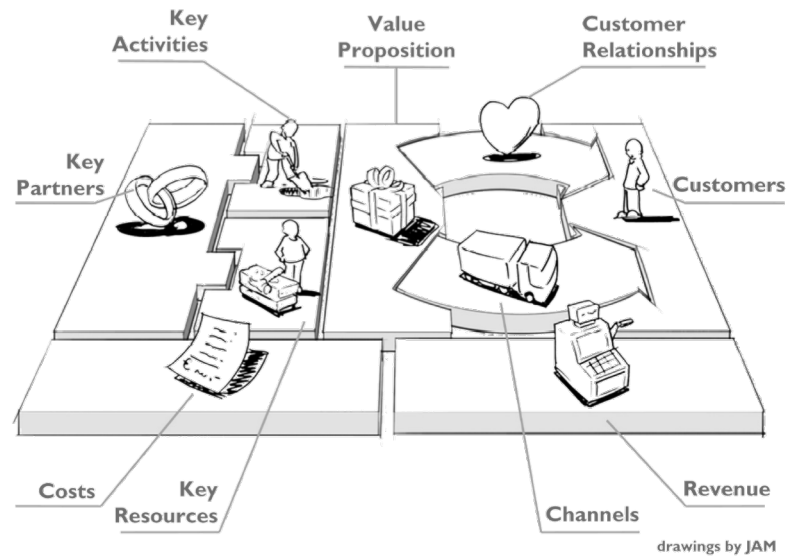 Key
Activities
Value
Proposition
Customer
Relationships
Key
Partners
Customers
Costs
Key
Resources
Channels
Revenue
drawings by JAM